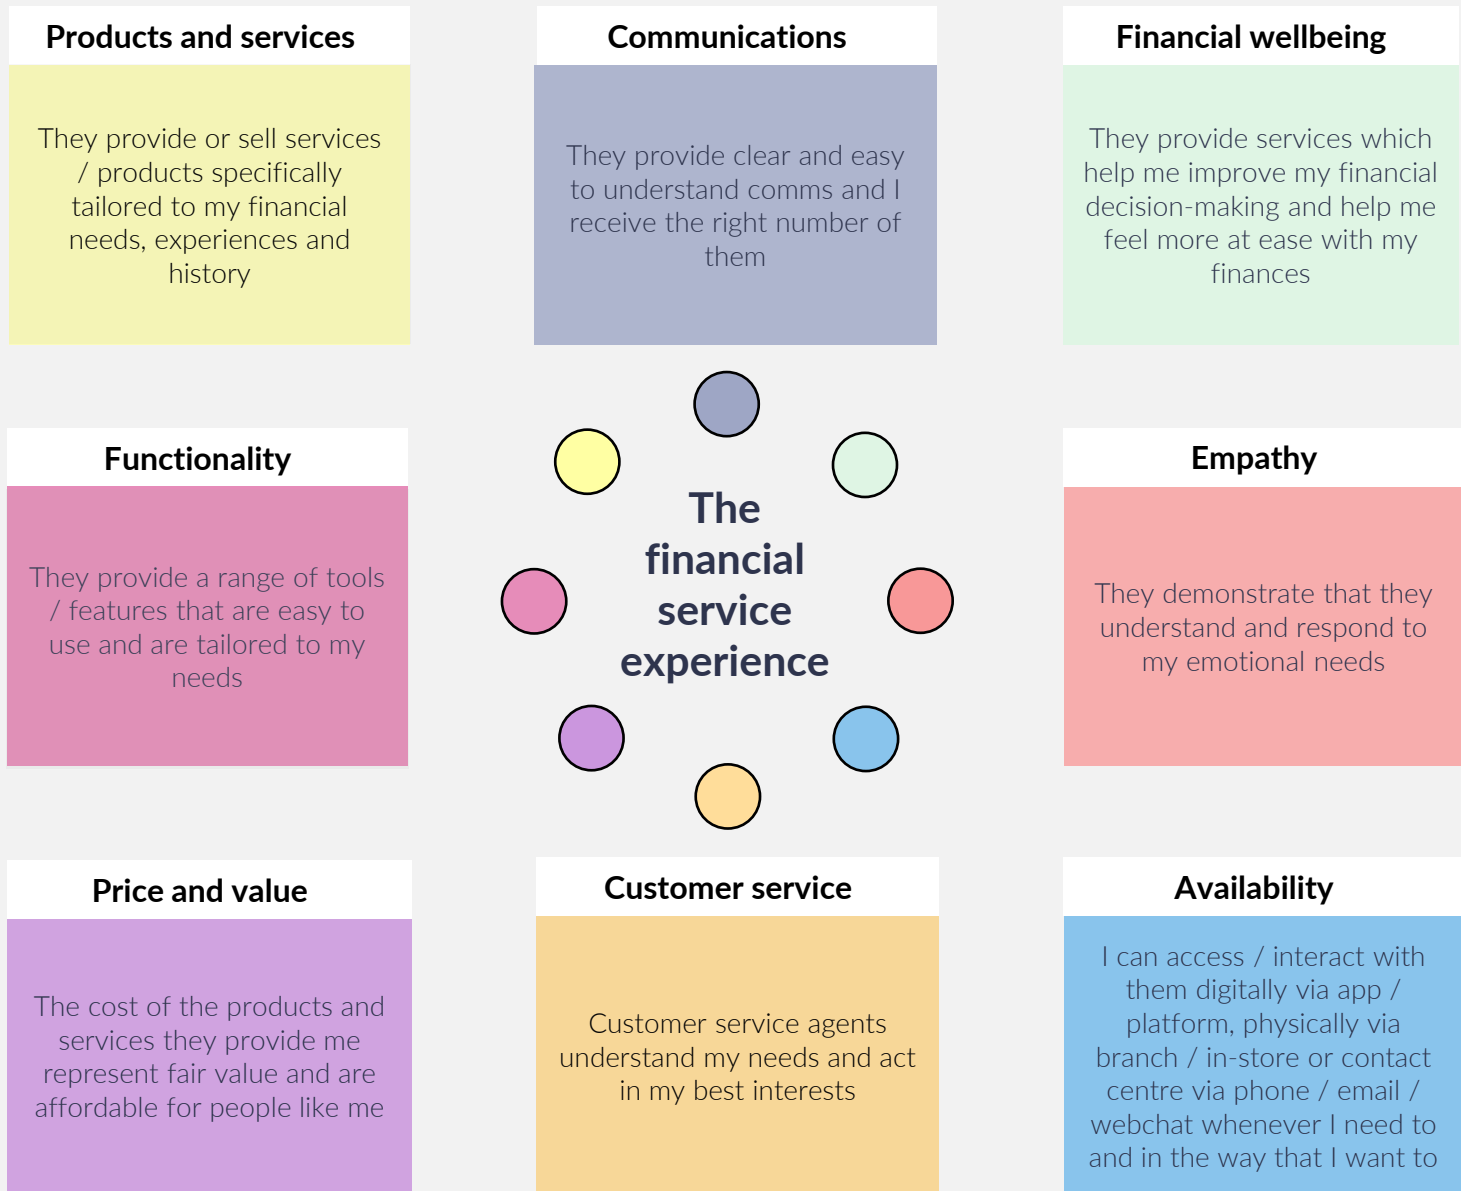 Products and services
They provide or sell services
/ products specifically
tailored to my financial
needs, experiences and
history
Communications
They provide clear and easy
to understand comms and I
receive the right number of
them
Financial wellbeing
They provide services which
help me improve my financial
decision-making and help me
feel more at ease with my
finances
Functionality
They provide a range of tools
/ features that are easy to
use and are tailored to my
needs
The
financial
service
experience
Empathy
They demonstrate that they
understand and respond to
my emotional needs
Price and value
The cost of the products and
services they provide me
represent fair value and are
affordable for people like me
Customer service
Customer service agents
understand my needs and act
in my best interests
Availability
I can access / interact with
them digitally via app /
platform, physically via
branch / in-store or contact
centre via phone / email /
webchat whenever I need to
and in the way that I want to